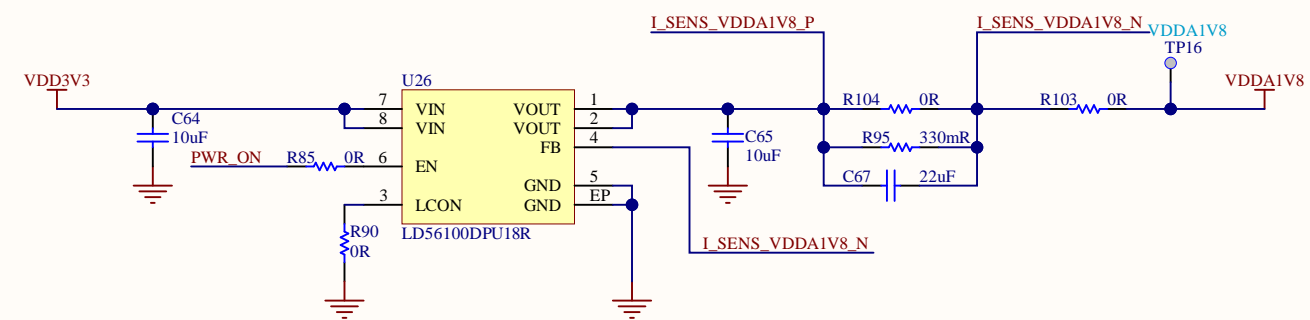 I_SENS_VDDA1V8_P
I_SENS_VDDA1V8_N
VDDA1V8
TP16
VDD3V3
U26
VDDA1V8
7
VIN
VOUT
1
R104
0R
R103
0R
C64
10uF
8
VIN
VOUT
2
C65
10uF
R95
330mR
4
FB
PWR_ON
R85
0R
6
EN
C67
22uF
GND
5
3
LCON
GND
EP
R90
0R
LD56100DPU18R
I_SENS_VDDA1V8_N